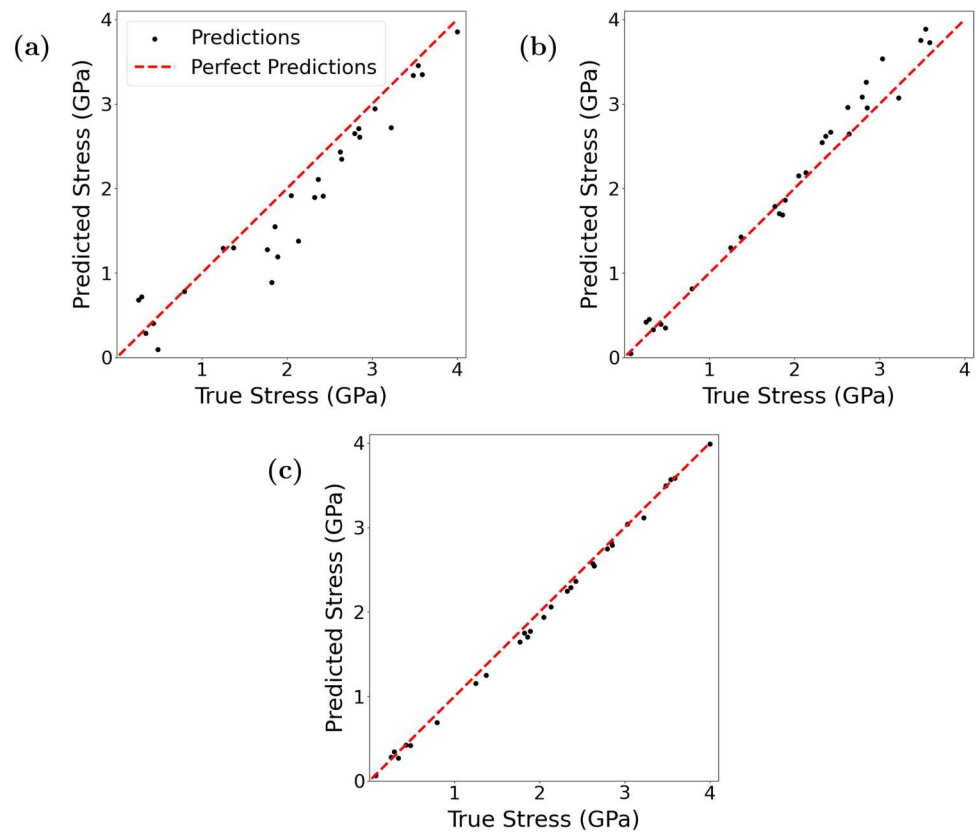 (a)
Predictions
Perfect Predictions
Predicted Stress (GPa)
4
3
2
1
0
1 2 3 4
True Stress (GPa)
(b)
Predicted Stress (GPa)
4
3
2
1
0
1 2 3 4
True Stress (GPa)
(c)
Predicted Stress (GPa)
4
3
2
1
0
1 2 3 4
True Stress (GPa)